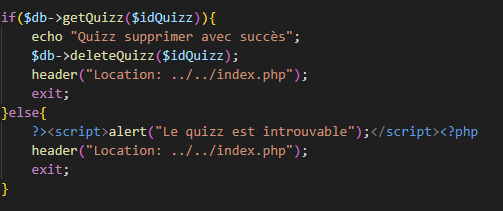 if($db->getQuizz($idQuizz)){
    echo "Quizz supprimer avec succès";
    $db->deleteQuizz($idQuizz);
    header("Location: ../../index.php");
    exit;
}else{
    ?><script>alert("Le quizz est introuvable");</script><?php
    header("Location: ../../index.php");
    exit;
}